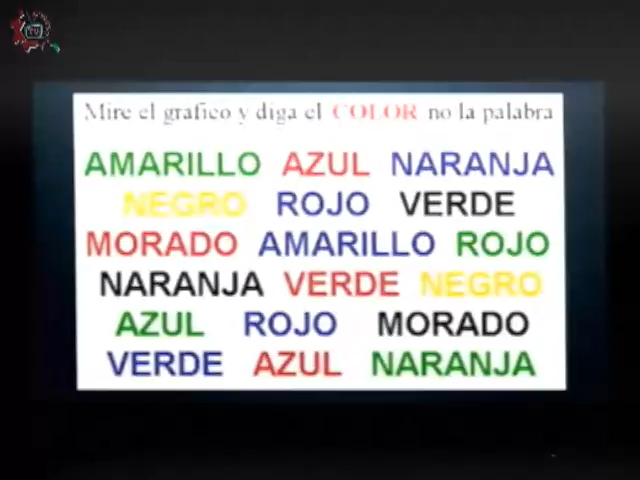 TV
Mire el grafico y diga el COLOR no la palabra
AMARILLO AZUL NARANJA
NEGRO ROJO VERDE
MORADO AMARILLO ROJO
NARANJA VERDE NEGRO
AZUL ROJO MORADO
VERDE AZUL NARANJA